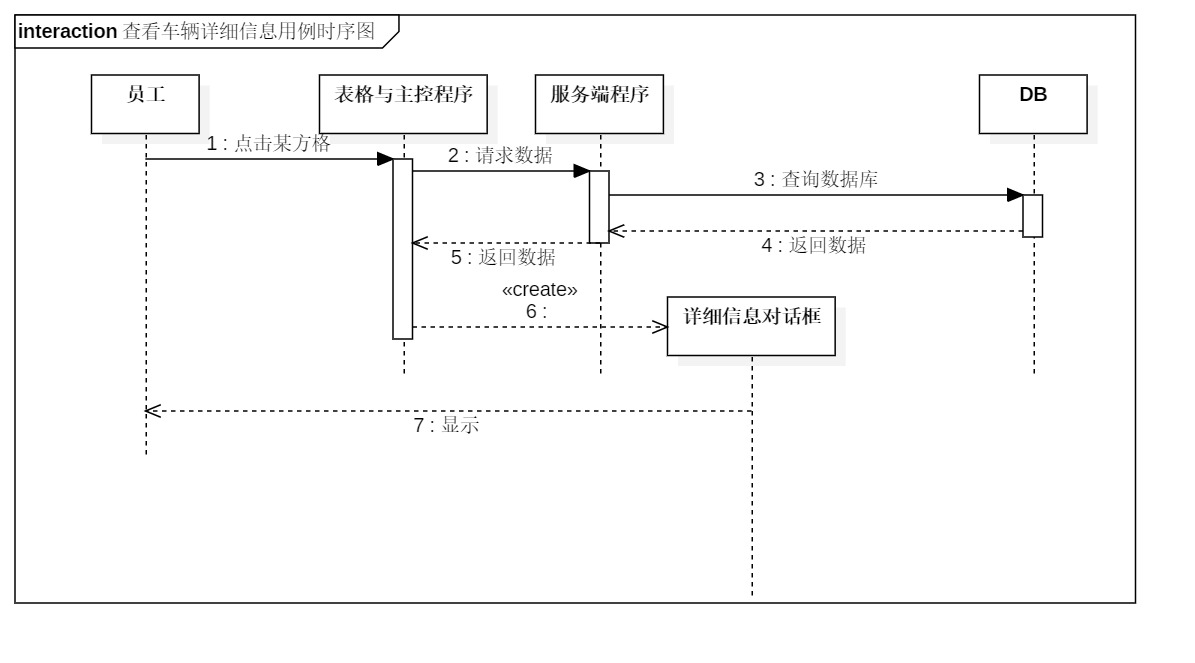 interaction 查看车辆详细信息用例时序图
员工
表格与主控程序
服务端程序
DB
1 : 点击某方格
2 : 请求数据
3 : 查询数据库
4 : 返回数据
5 : 返回数据
«create»
6 :
详细信息对话框
7 : 显示